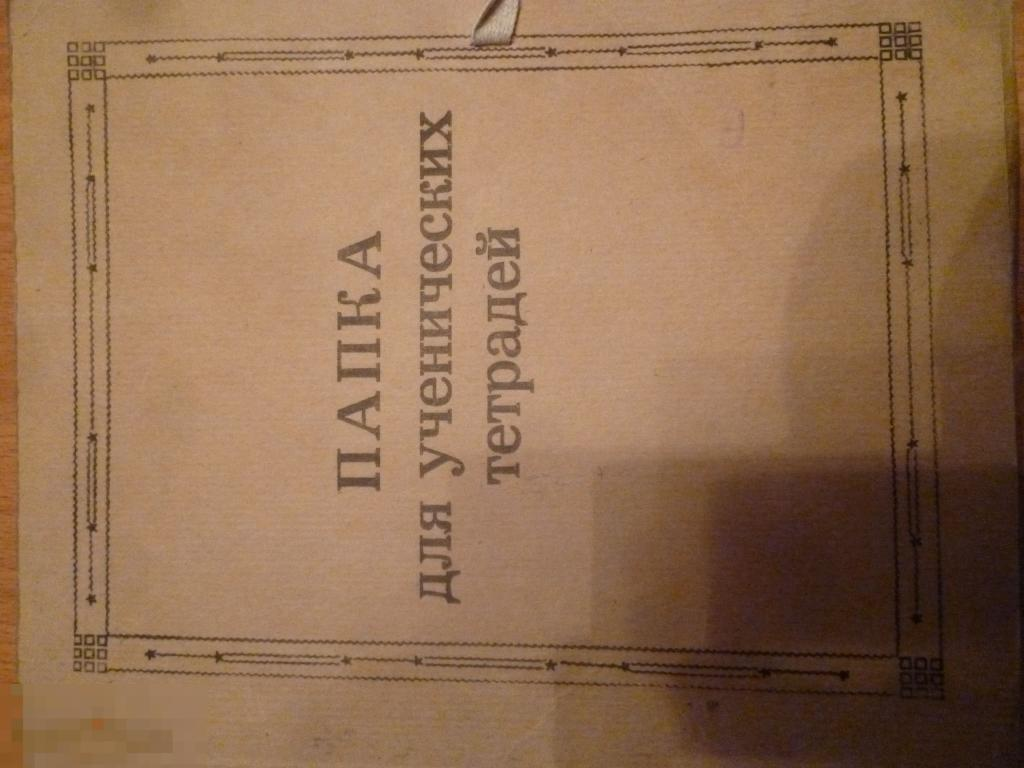 ПАПКА
для ученических
тетрадей